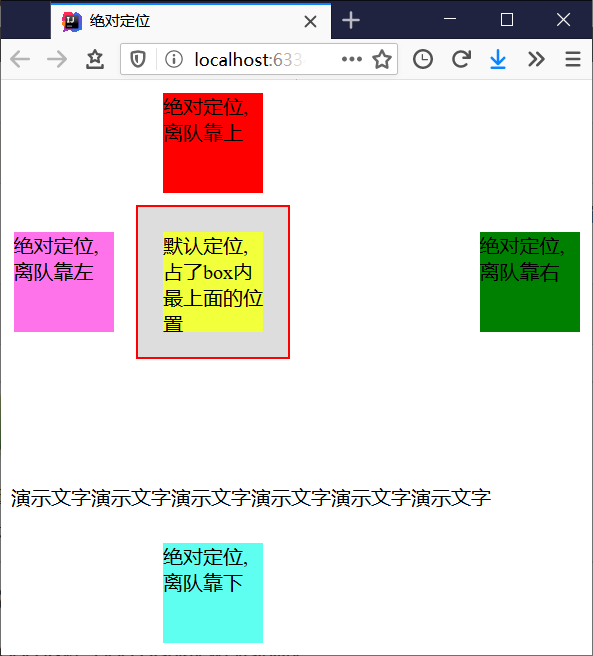 绝对定位
localhost:633
绝对定位,
离队靠上
绝对定位,
离队靠左
默认定位,
占了box内
最上面的位
置
绝对定位,
离队靠右
演示文字演示文字演示文字演示文字演示文字演示文字
绝对定位,
离队靠下